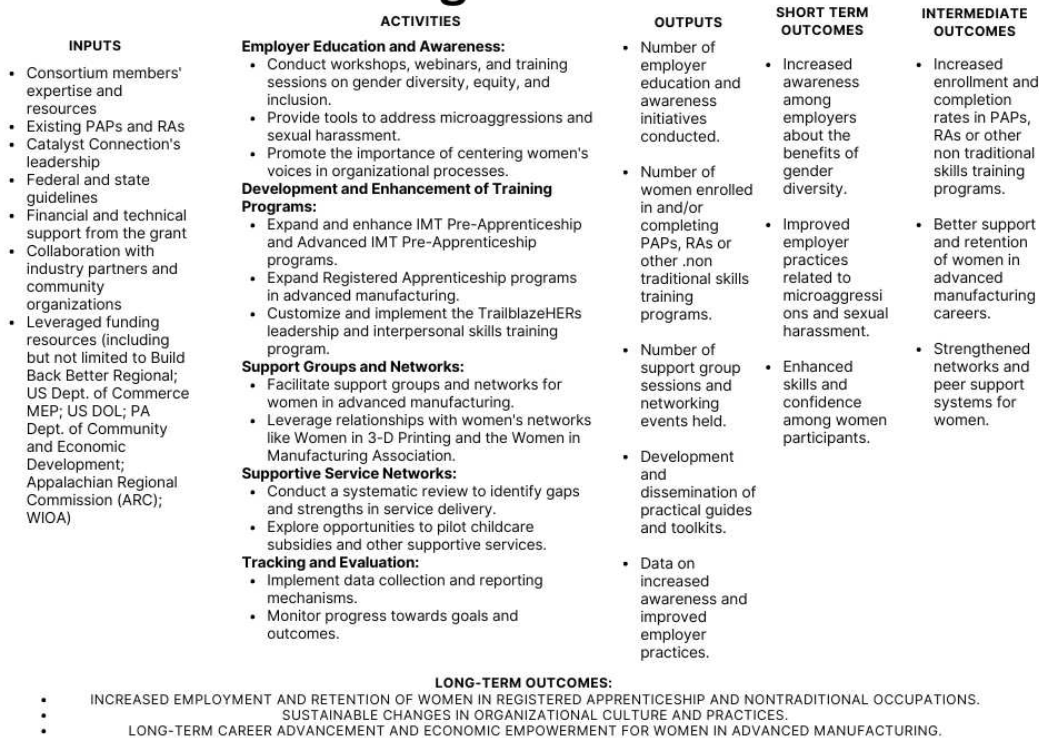 INPUTS
• Consortium members'
expertise and
resources
• Existing PAPs and RAs
• Catalyst Connection's
leadership
• Federal and state
guidelines
• Financial and technical
support from the grant
• Collaboration with
industry partners and
community
organizations
• Leveraged funding
resources (including
but not limited to Build
Back Better Regional;
US Dept. of Commerce
MEP; US DOL; PA
Dept. of Community
and Economic
Development;
Appalachian Regional
Commission (ARC);
WIOA)
ACTIVITIES
Employer Education and Awareness:
• Conduct workshops, webinars, and training
sessions on gender diversity, equity, and
inclusion.
• Provide tools to address microaggressions and
sexual harassment.
• Promote the importance of centering women's
voices in organizational processes.
Development and Enhancement of Training
Programs:
• Expand and enhance IMT Pre-Apprenticeship
and Advanced IMT Pre-Apprenticeship
programs.
• Expand Registered Apprenticeship programs
in advanced manufacturing.
• Customize and implement the TrailblazeHERs
leadership and interpersonal skills training
program.
Support Groups and Networks:
• Facilitate support groups and networks for
women in advanced manufacturing.
• Leverage relationships with women's networks
like Women in 3-D Printing and the Women in
Manufacturing Association.
Supportive Service Networks:
• Conduct a systematic review to identify gaps
and strengths in service delivery.
• Explore opportunities to pilot childcare
subsidies and other supportive services.
Tracking and Evaluation:
• Implement data collection and reporting
mechanisms.
• Monitor progress towards goals and
outcomes.
OUTPUTS
• Number of
employer
education and
awareness
initiatives
conducted.
• Number of
women enrolled
in and/or
completing
PAPs, RAs or
other .non
traditional skills
training
programs.
• Number of
support group
sessions and
networking
events held.
• Development
and
dissemination of
practical guides
and toolkits.
• Data on
increased
awareness and
improved
employer
practices.
SHORT TERM
OUTCOMES
• Increased
awareness
among
employers
about the
benefits of
gender
diversity.
• Improved
employer
practices
related to
microaggressi
ons and sexual
harassment.
• Enhanced
skills and
confidence
among women
participants.
INTERMEDIATE
OUTCOMES
• Increased
enrollment and
completion
rates in PAPs,
RAs or other
non traditional
skills training
programs.
• Better support
and retention
of women in
advanced
manufacturing
careers.
• Strengthened
networks and
peer support
systems for
women.
LONG-TERM OUTCOMES:
• INCREASED EMPLOYMENT AND RETENTION OF WOMEN IN REGISTERED APPRENTICESHIP AND NONTRADITIONAL OCCUPATIONS.
• SUSTAINABLE CHANGES IN ORGANIZATIONAL CULTURE AND PRACTICES.
• LONG-TERM CAREER ADVANCEMENT AND ECONOMIC EMPOWERMENT FOR WOMEN IN ADVANCED MANUFACTURING.